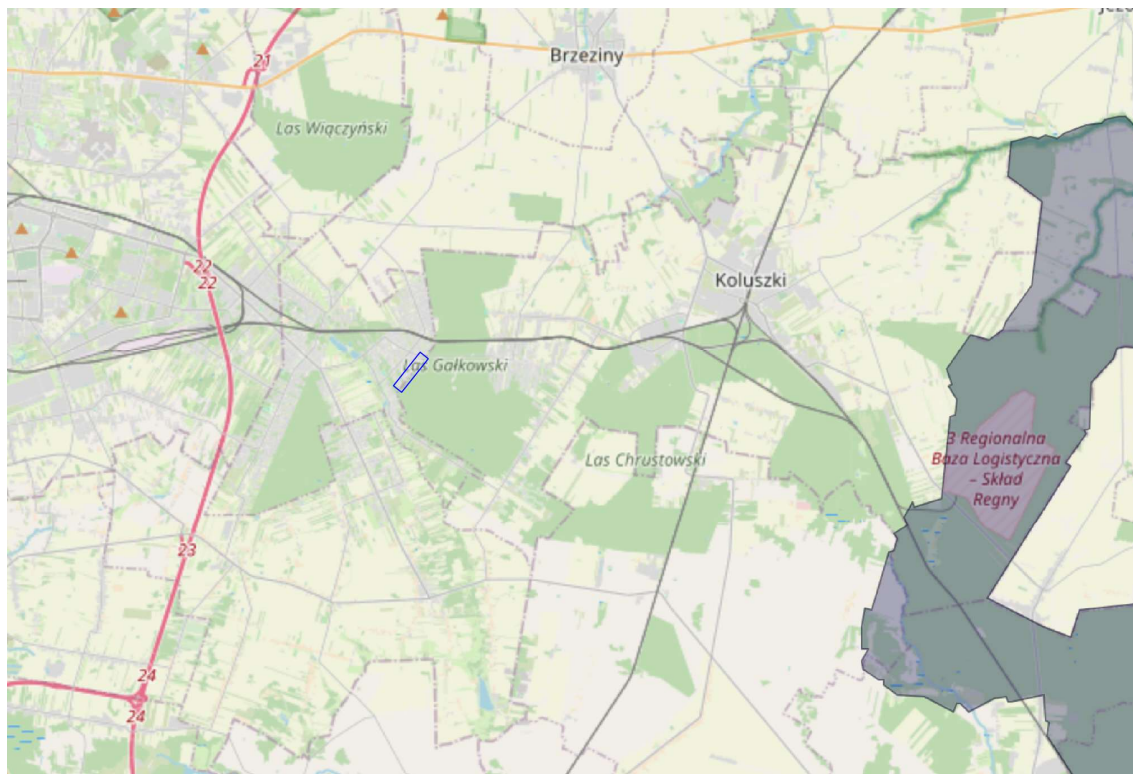 21
Brzeziny
Las Wiączyński
22
22
Koluszki
Las Gałkowski
3 Regionalna
Baza Logistyczna
– Skład
Regny
Las Chrustowski
23
24
24